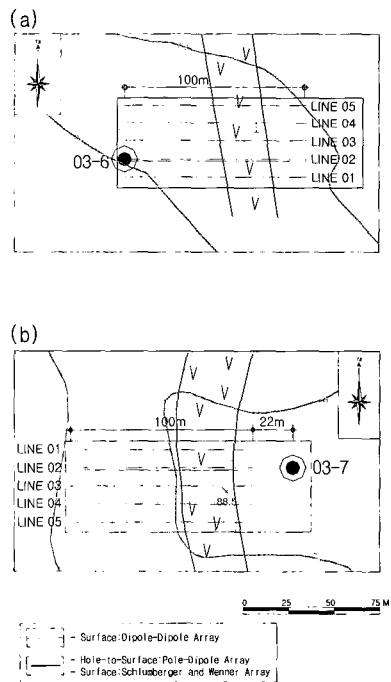 (a)
100m
V
V
LINE 05
LINE 04
V
1
LINE 03
03-6
V
LINE 02
V
LINE 01
V
(b)
V V
V
100m
22m
V
LINE 01
LINE 02
V
03-7
LINE 03
V
LINE 04
88.5
LINE 05
V
V
0 25 50 75 M
- Surface:Dipole-Dipole Array
- Hole-to-Surface:Pole-Dipole Array
- Surface:Schlumberger and Wenner Array